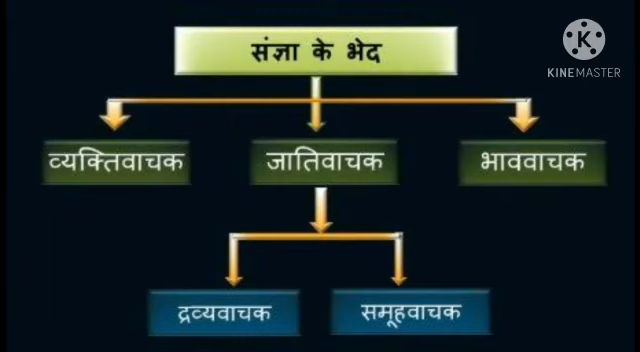 संज्ञा के भेद
K
KINEMASTER
व्यक्तिवाचक
जातिवाचक
भाववाचक
द्रव्यवाचक
समूहवाचक